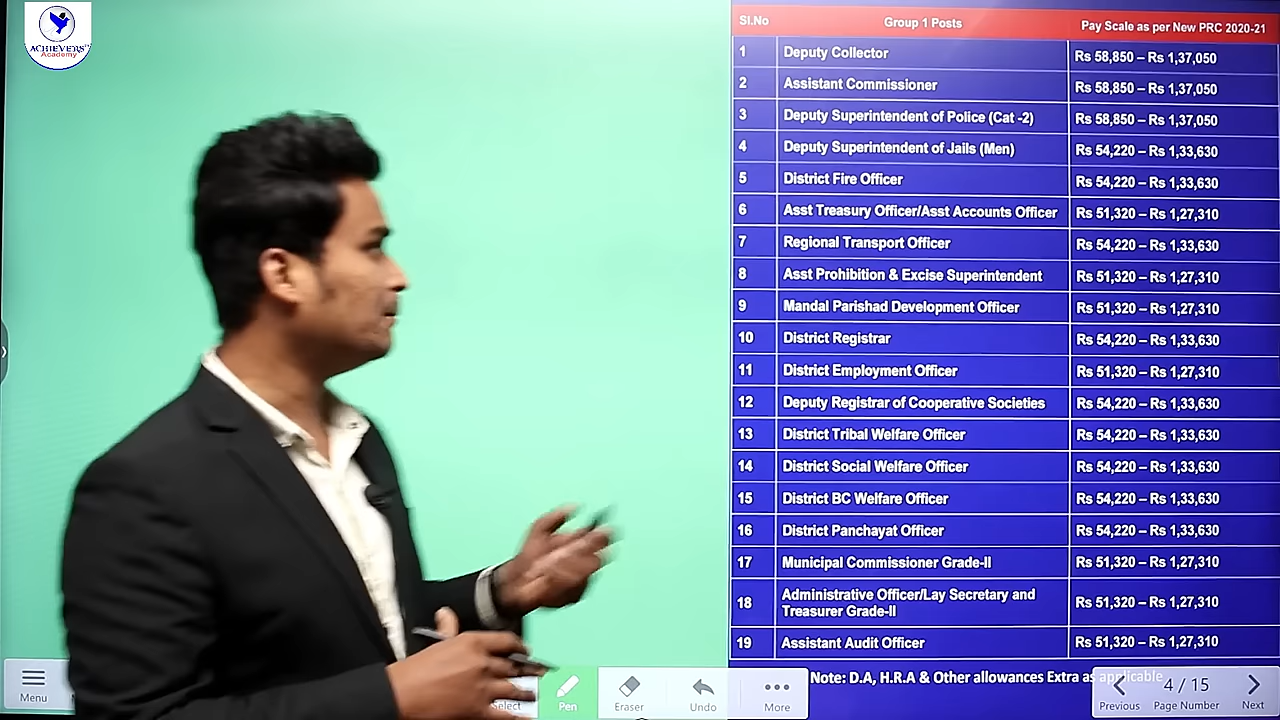 ACHIEVERS
Academy
Sl.No Group 1 Posts Pay Scale as per New PRC 2020-21
1 Deputy Collector Rs 58,850 – Rs 1,37,050
2 Assistant Commissioner Rs 58,850 – Rs 1,37,050
3 Deputy Superintendent of Police (Cat -2) Rs 58,850 – Rs 1,37,050
4 Deputy Superintendent of Jails (Men) Rs 54,220 – Rs 1,33,630
5 District Fire Officer Rs 54,220 – Rs 1,33,630
6 Asst Treasury Officer/Asst Accounts Officer Rs 51,320 – Rs 1,27,310
7 Regional Transport Officer Rs 54,220 – Rs 1,33,630
8 Asst Prohibition & Excise Superintendent Rs 51,320 – Rs 1,27,310
9 Mandal Parishad Development Officer Rs 51,320 – Rs 1,27,310
10 District Registrar Rs 54,220 – Rs 1,33,630
11 District Employment Officer Rs 51,320 – Rs 1,27,310
12 Deputy Registrar of Cooperative Societies Rs 54,220 – Rs 1,33,630
13 District Tribal Welfare Officer Rs 54,220 – Rs 1,33,630
14 District Social Welfare Officer Rs 54,220 – Rs 1,33,630
15 District BC Welfare Officer Rs 54,220 – Rs 1,33,630
16 District Panchayat Officer Rs 54,220 – Rs 1,33,630
17 Municipal Commissioner Grade-II Rs 51,320 – Rs 1,27,310
18 Administrative Officer/Lay Secretary and
Treasurer Grade-II Rs 51,320 – Rs 1,27,310
19 Assistant Audit Officer Rs 51,320 – Rs 1,27,310
Note: D.A, H.R.A & Other allowances Extra as applicable
Menu Select Pen Eraser Undo More
4 / 15
Previous Page Number Next